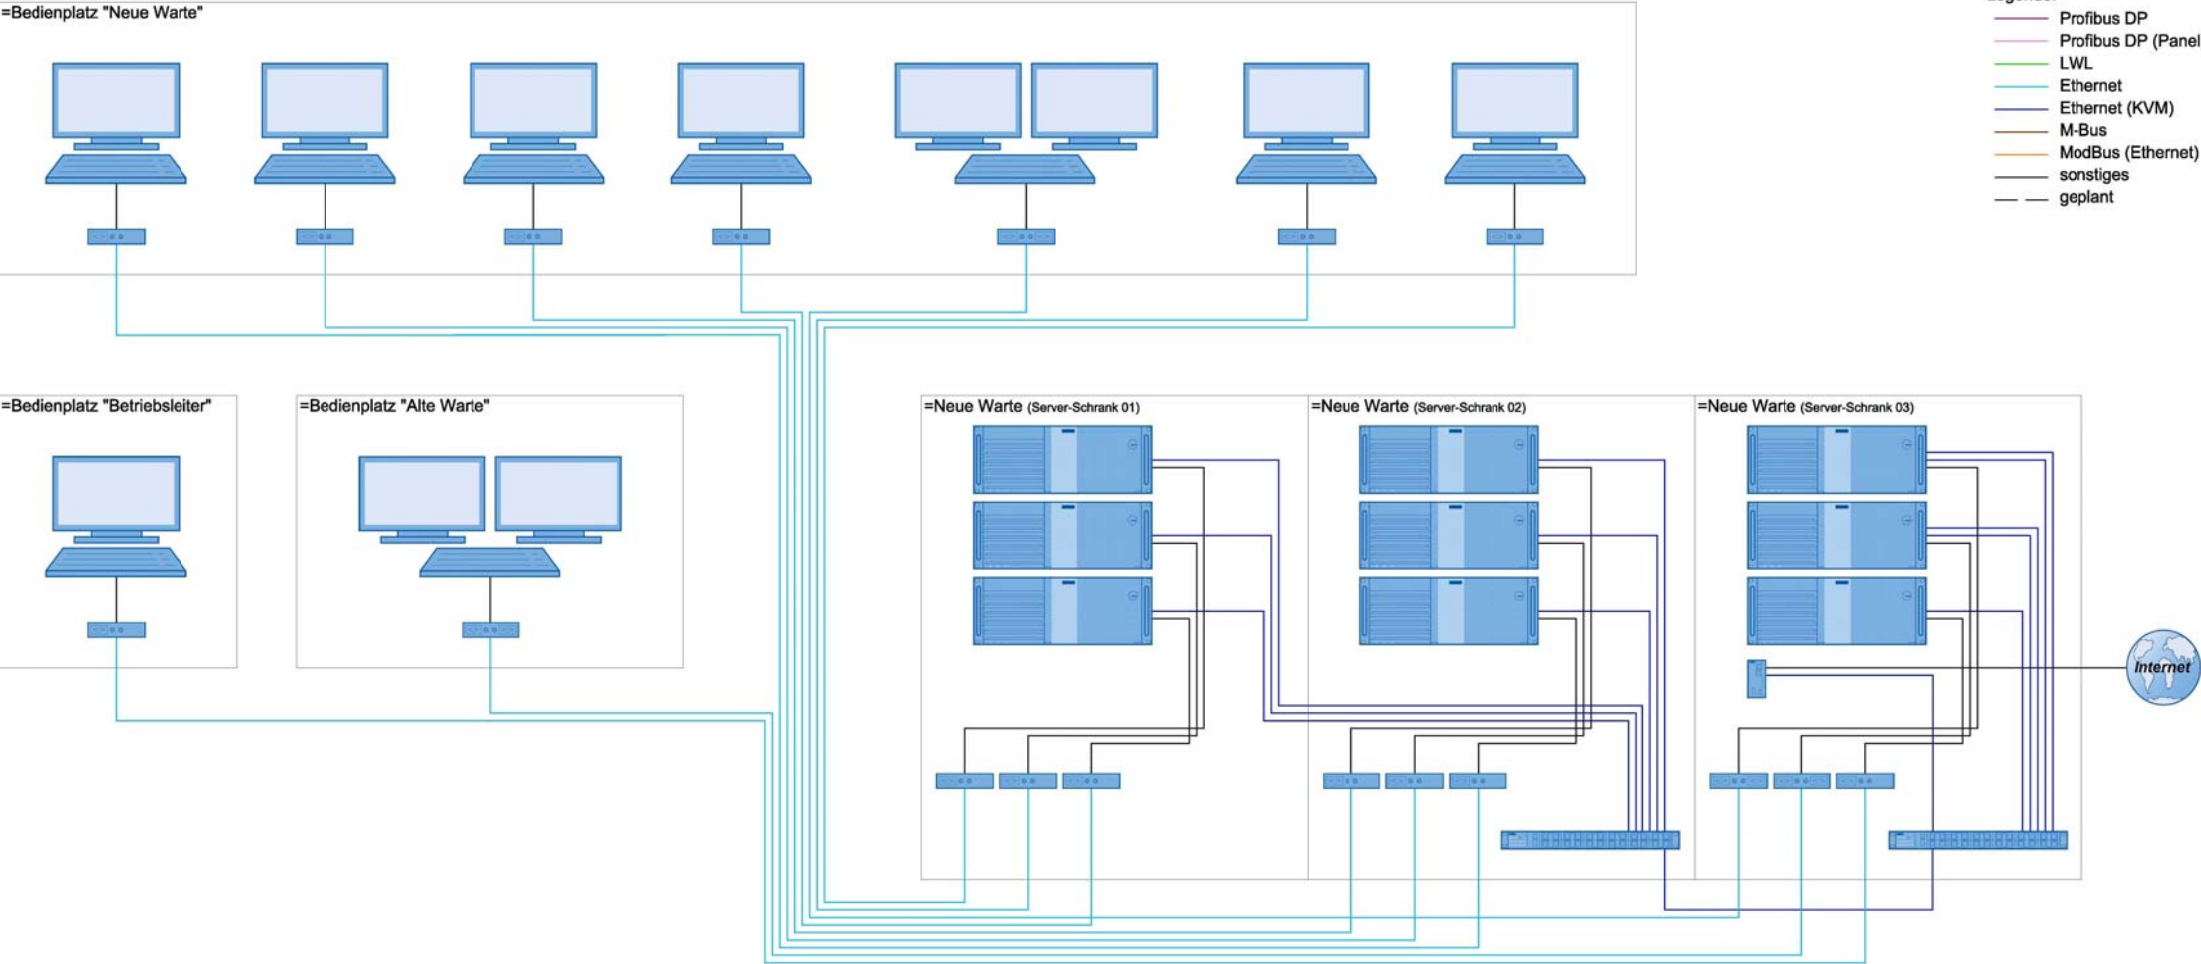 =Bedienplatz "Neue Warte"
Profibus DP
Profibus DP (Panel
LWL
Ethernet
Ethernet (KVM)
M-Bus
ModBus (Ethernet)
sonstiges
geplant
=Bedienplatz "Betriebsleiter"
=Bedienplatz "Alte Warte"
=Neue Warte (Server-Schrank 01)
=Neue Warte (Server-Schrank 02)
=Neue Warte (Server-Schrank 03)
Internet